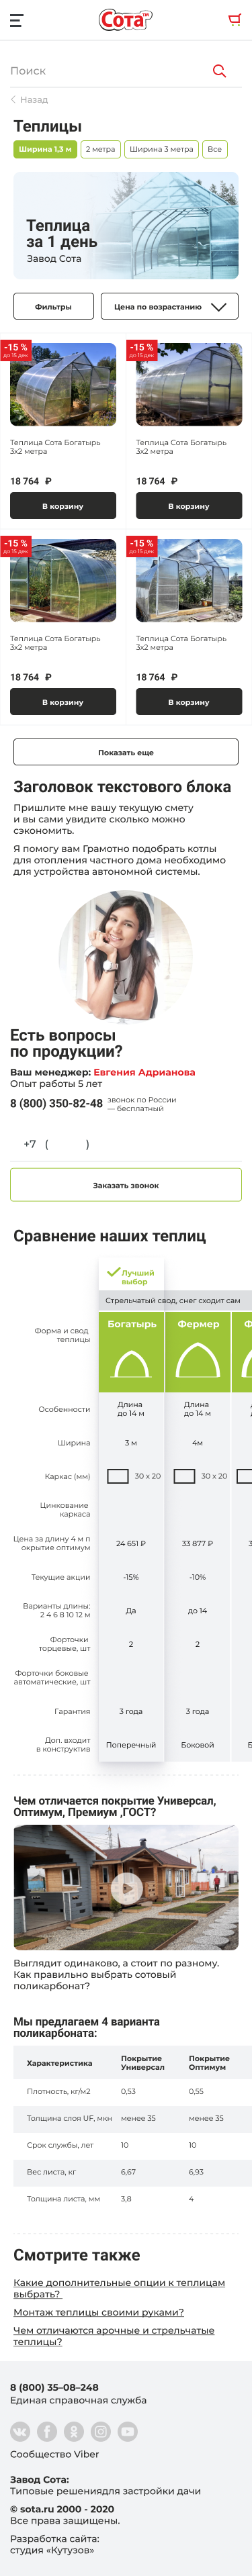 Сота™
Поиск
Назад
Теплицы
Ширина 1,3 м
2 метра
Ширина 3 метра
Все
Теплица
за 1 день
Завод Сота
Фильтры
Цена по возрастанию
-15 %
до 15 ден
-15 %
до 15 ден
Теплица Сота Богатырь
3х2 метра
Теплица Сота Богатырь
3х2 метра
18 764 ₽
18 764 ₽
В корзину
В корзину
-15 %
до 15 ден
-15 %
до 15 ден
Теплица Сота Богатырь
3х2 метра
Теплица Сота Богатырь
3х2 метра
18 764 ₽
18 764 ₽
В корзину
В корзину
Показать еще
Заголовок текстового блока
Пришлите мне вашу текущую смету
и вы сами увидите сколько можно
сэкономить.
Я помогу вам Грамотно подобрать котлы
для отопления частного дома необходимо
для устройства автономной системы.
Есть вопросы
по продукции?
Ваш менеджер: Евгения Адрианова
Опыт работы 5 лет
8 (800) 350-82-48
звонок по России
— бесплатный
+7 ( )
Заказать звонок
Сравнение наших теплиц
Лучший
выбор
Стрельчатый свод, снег сходит сам
Форма и свод
теплицы
Богатырь
Фермер
Особенности
Длина
до 14 м
Длина
до 14 м
Ширина
3 м
4м
Каркас (мм)
30 х 20
30 х 20
Цинкование
каркаса
Цена за длину 4 м п
окрытие оптимум
24 651 ₽
33 877 ₽
Текущие акции
-15%
-10%
Варианты длины:
2 4 6 8 10 12 м
Да
до 14
Форточки
торцевые, шт
2
2
Форточки боковые
автоматические, шт
Гарантия
3 года
3 года
Доп. входит
в конструктив
Поперечный
Боковой
Чем отличается покрытие Универсал,
Оптимум, Премиум ,ГОСТ?
Выглядит одинаково, а стоит по разному.
Как правильно выбрать сотовый
поликарбонат?
Мы предлагаем 4 варианта
поликарбоната:
Характеристика
Покрытие
Универсал
Покрытие
Оптимум
Плотность, кг/м2
0,53
0,55
Толщина слоя UF, мкн
менее 35
менее 35
Срок службы, лет
10
10
Вес листа, кг
6,67
6,93
Толщина листа, мм
3,8
4
Смотрите также
Какие дополнительные опции к теплицам
выбрать?
Монтаж теплицы своими руками?
Чем отличаются арочные и стрельчатые
теплицы?
8 (800) 35–08–248
Единая справочная служба
Сообщество Viber
Завод Сота:
Типовые решениядля застройки дачи
© sota.ru 2000 - 2020
Все права защищены.
Разработка сайта:
студия «Кутузов»